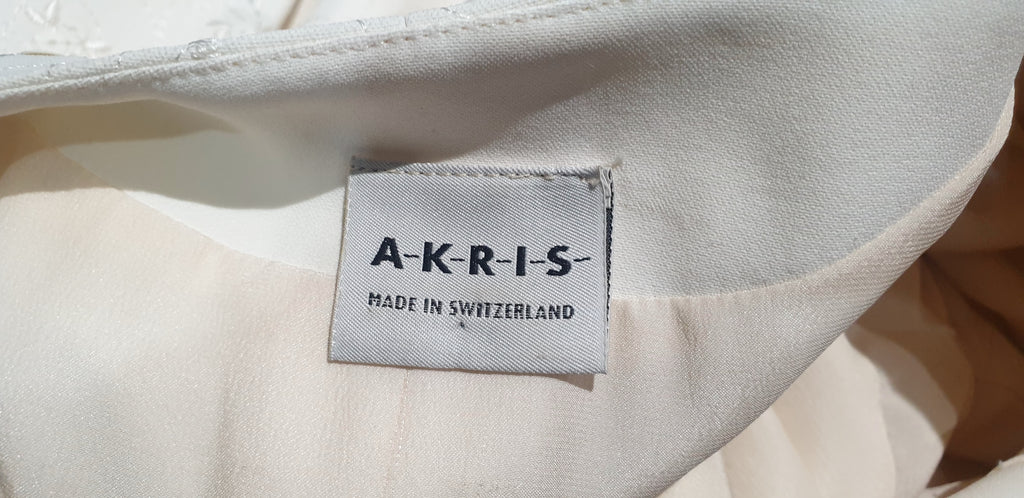 A-K-R-I-S-
MADE IN SWITZERLAND